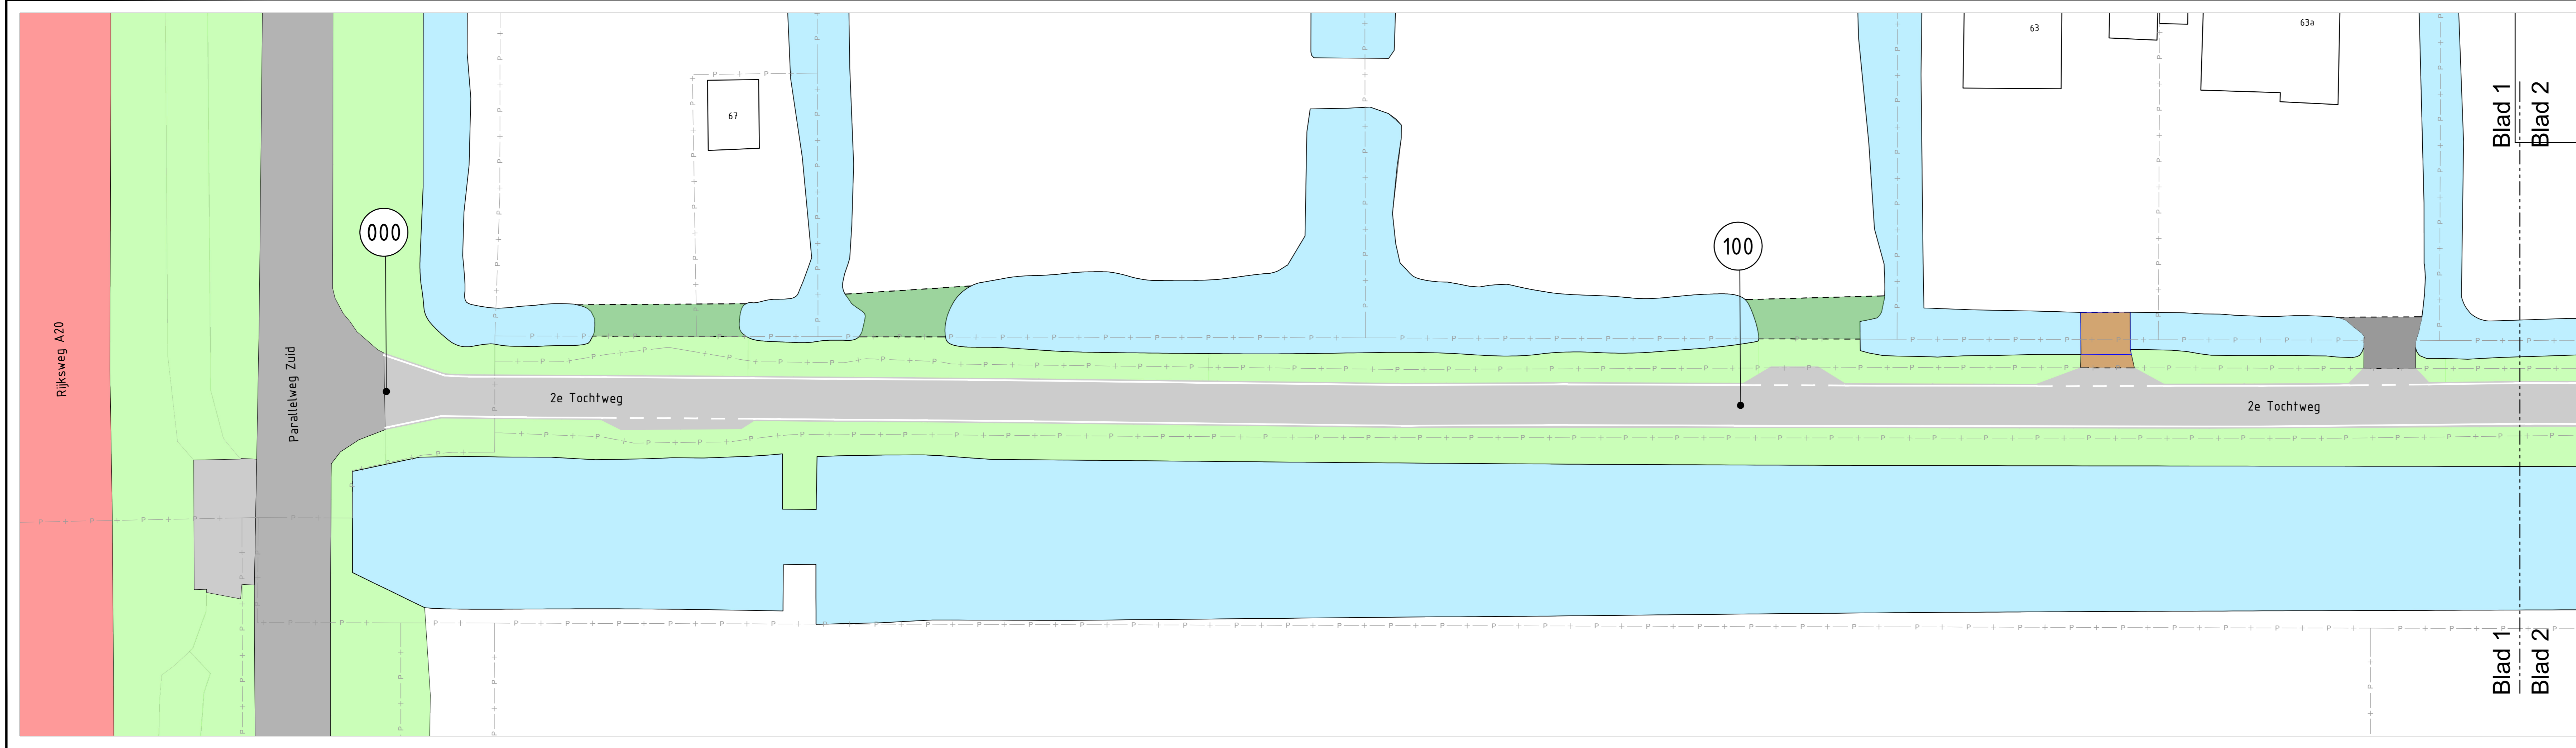 63
63a
67
Blad 1
Blad 2
000
100
Rijksweg A20
Parallelweg Zuid
2e Tochtweg
2e Tochtweg
Blad 1
Blad 2